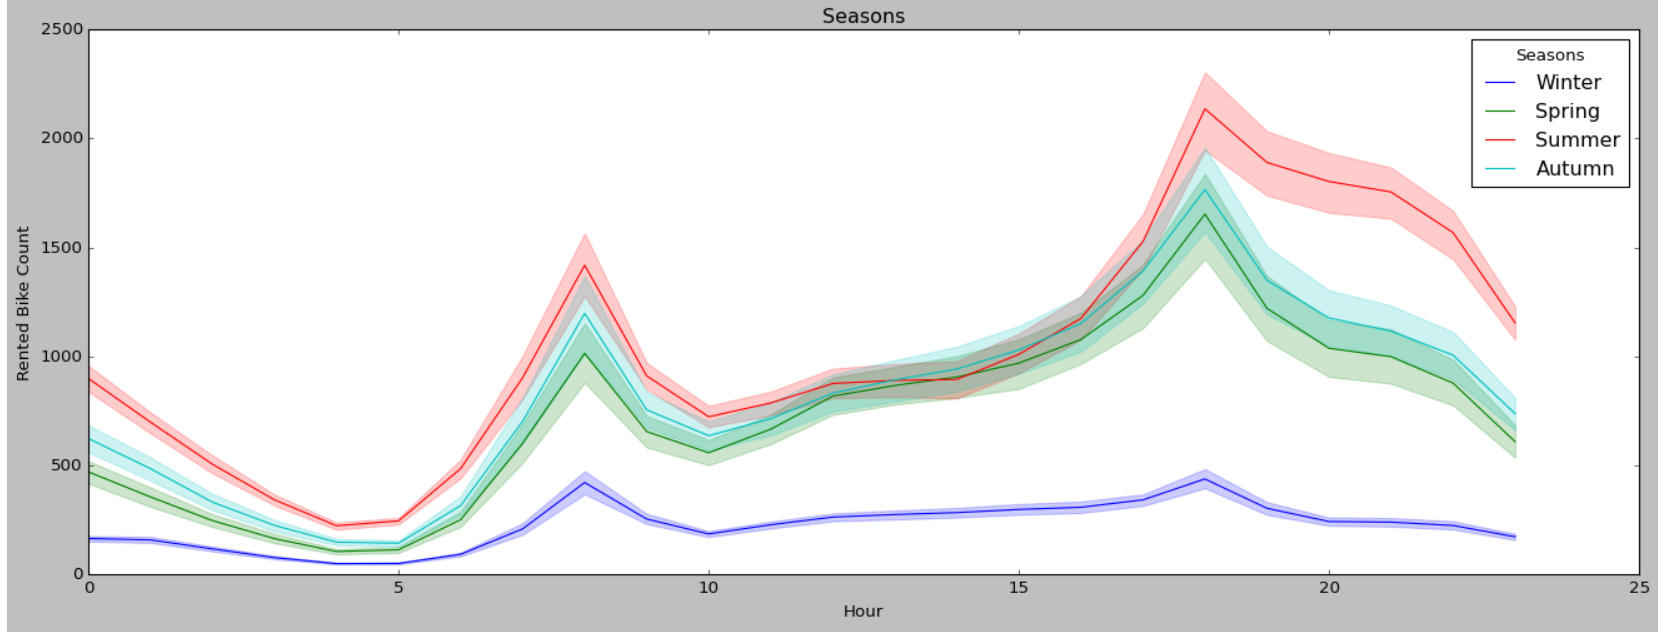 Seasons
2500
2000
1500
1000
500
0
Rented Bike Count
Seasons
Winter
Spring
Summer
Autumn
0 5 10 15 20 25
Hour